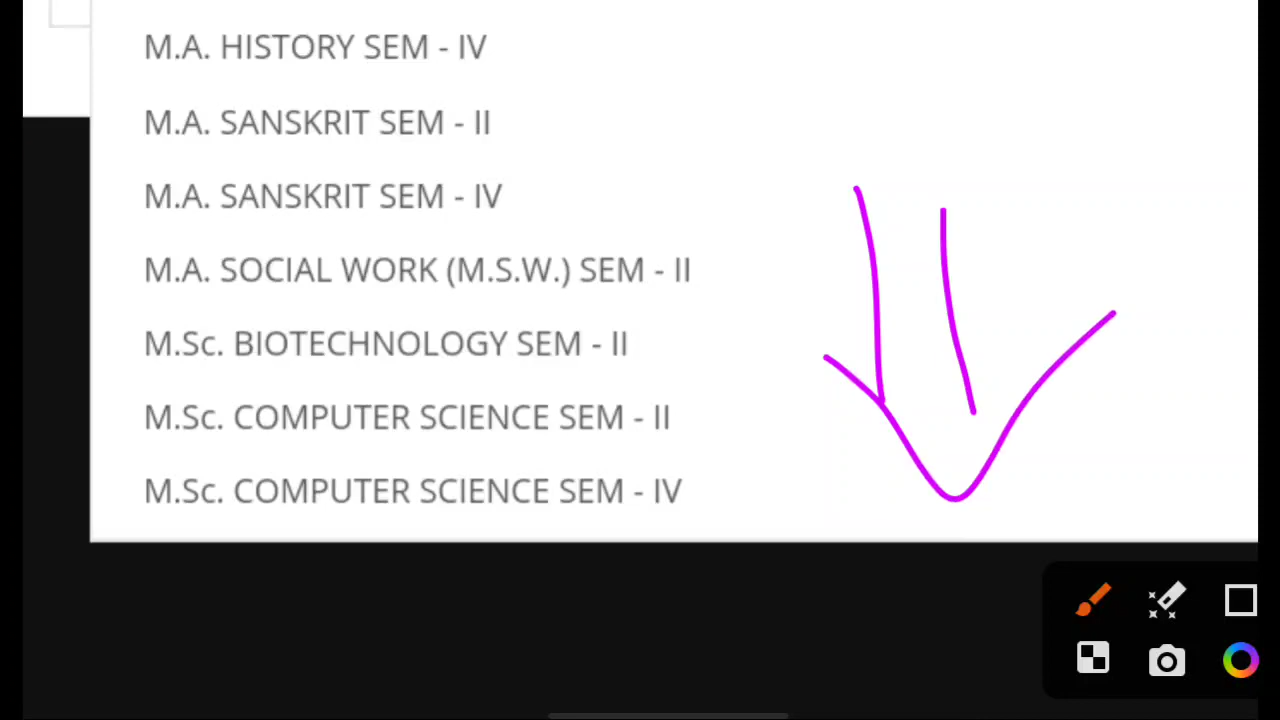 M.A. HISTORY SEM - IV
M.A. SANSKRIT SEM - II
M.A. SANSKRIT SEM - IV
M.A. SOCIAL WORK (M.S.W.) SEM - II
M.Sc. BIOTECHNOLOGY SEM - II
M.Sc. COMPUTER SCIENCE SEM - II
M.Sc. COMPUTER SCIENCE SEM - IV